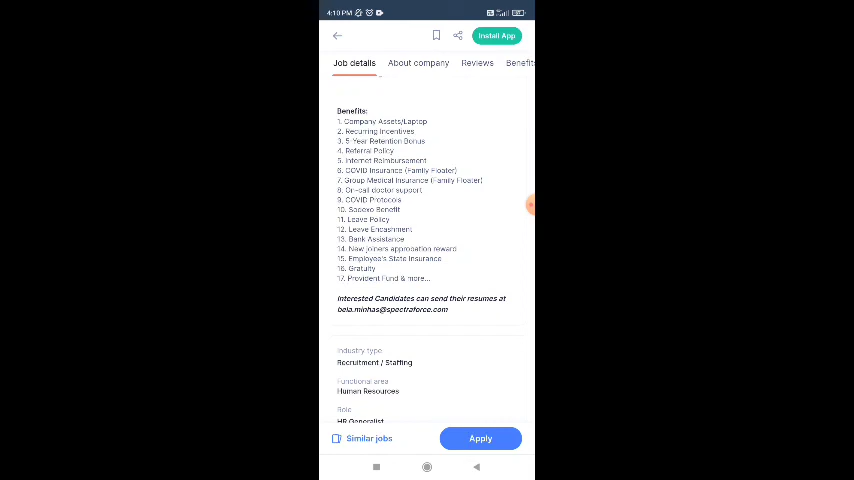 4:10 PM
Install App
Job details About company Reviews Benefits
Benefits:
1. Company Assets/Laptop
2. Recurring Incentives
3. 5-Year Retention Bonus
4. Referral Policy
5. Internet Reimbursement
6. COVID Insurance (Family Floater)
7. Group Medical Insurance (Family Floater)
8. On-call doctor support
9. COVID Protocols
10. Sodexo Benefit
11. Leave Policy
12. Leave Encashment
13. Bank Assistance
14. New joiners approbation reward
15. Employee's State Insurance
16. Gratuity
17. Provident Fund & more...
Interested Candidates can send their resumes at
bela.minhas@spectraforce.com
Industry type
Recruitment / Staffing
Functional area
Human Resources
Role
HR Generalist
Similar jobs
Apply